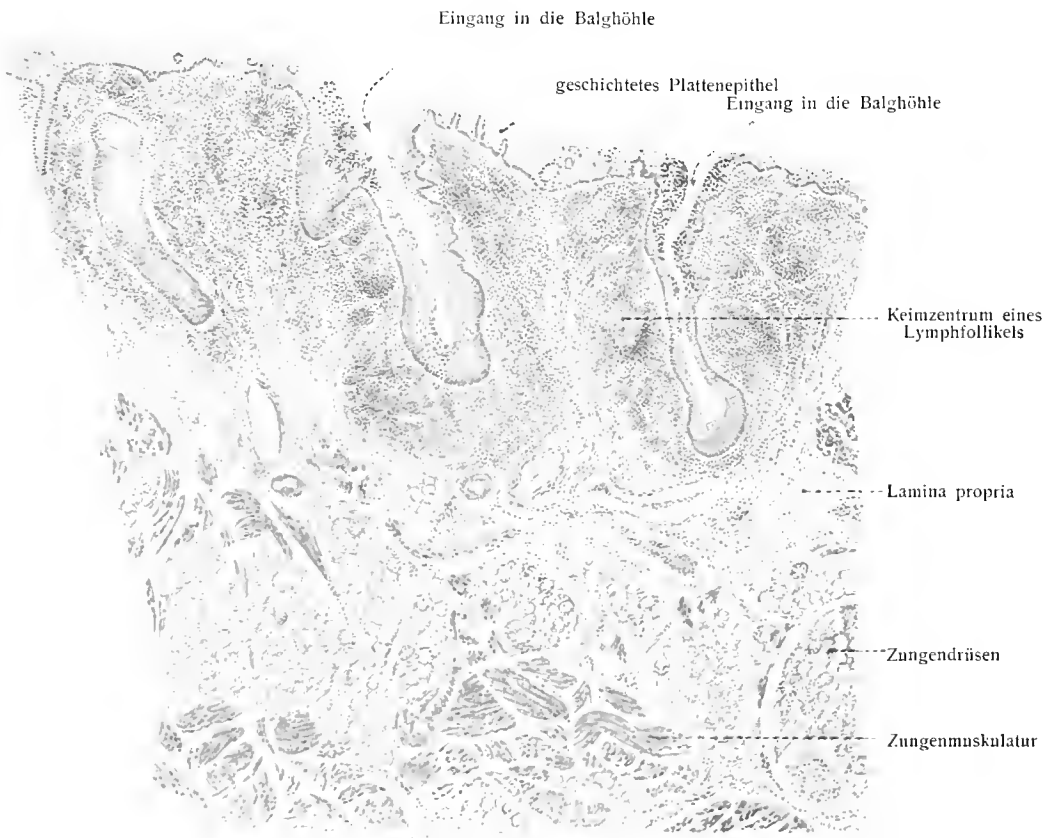 Eingang in die Balghöhle
geschichtetes Plattenepithel
Eingang in die Balghöhle
Keimzentrum eines
Lymphfollikels
Lamina propria
Zungendrüsen
Zungenmuskulatur